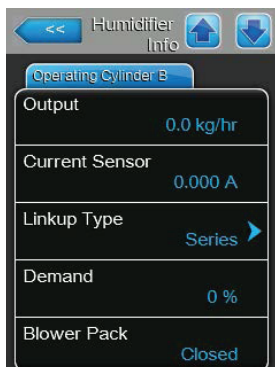 << Humidifier
Info
Operating Cylinder B
Output
0.0 kg/hr
Current Sensor
0.000 A
Linkup Type
Series
Demand
0 %
Blower Pack
Closed